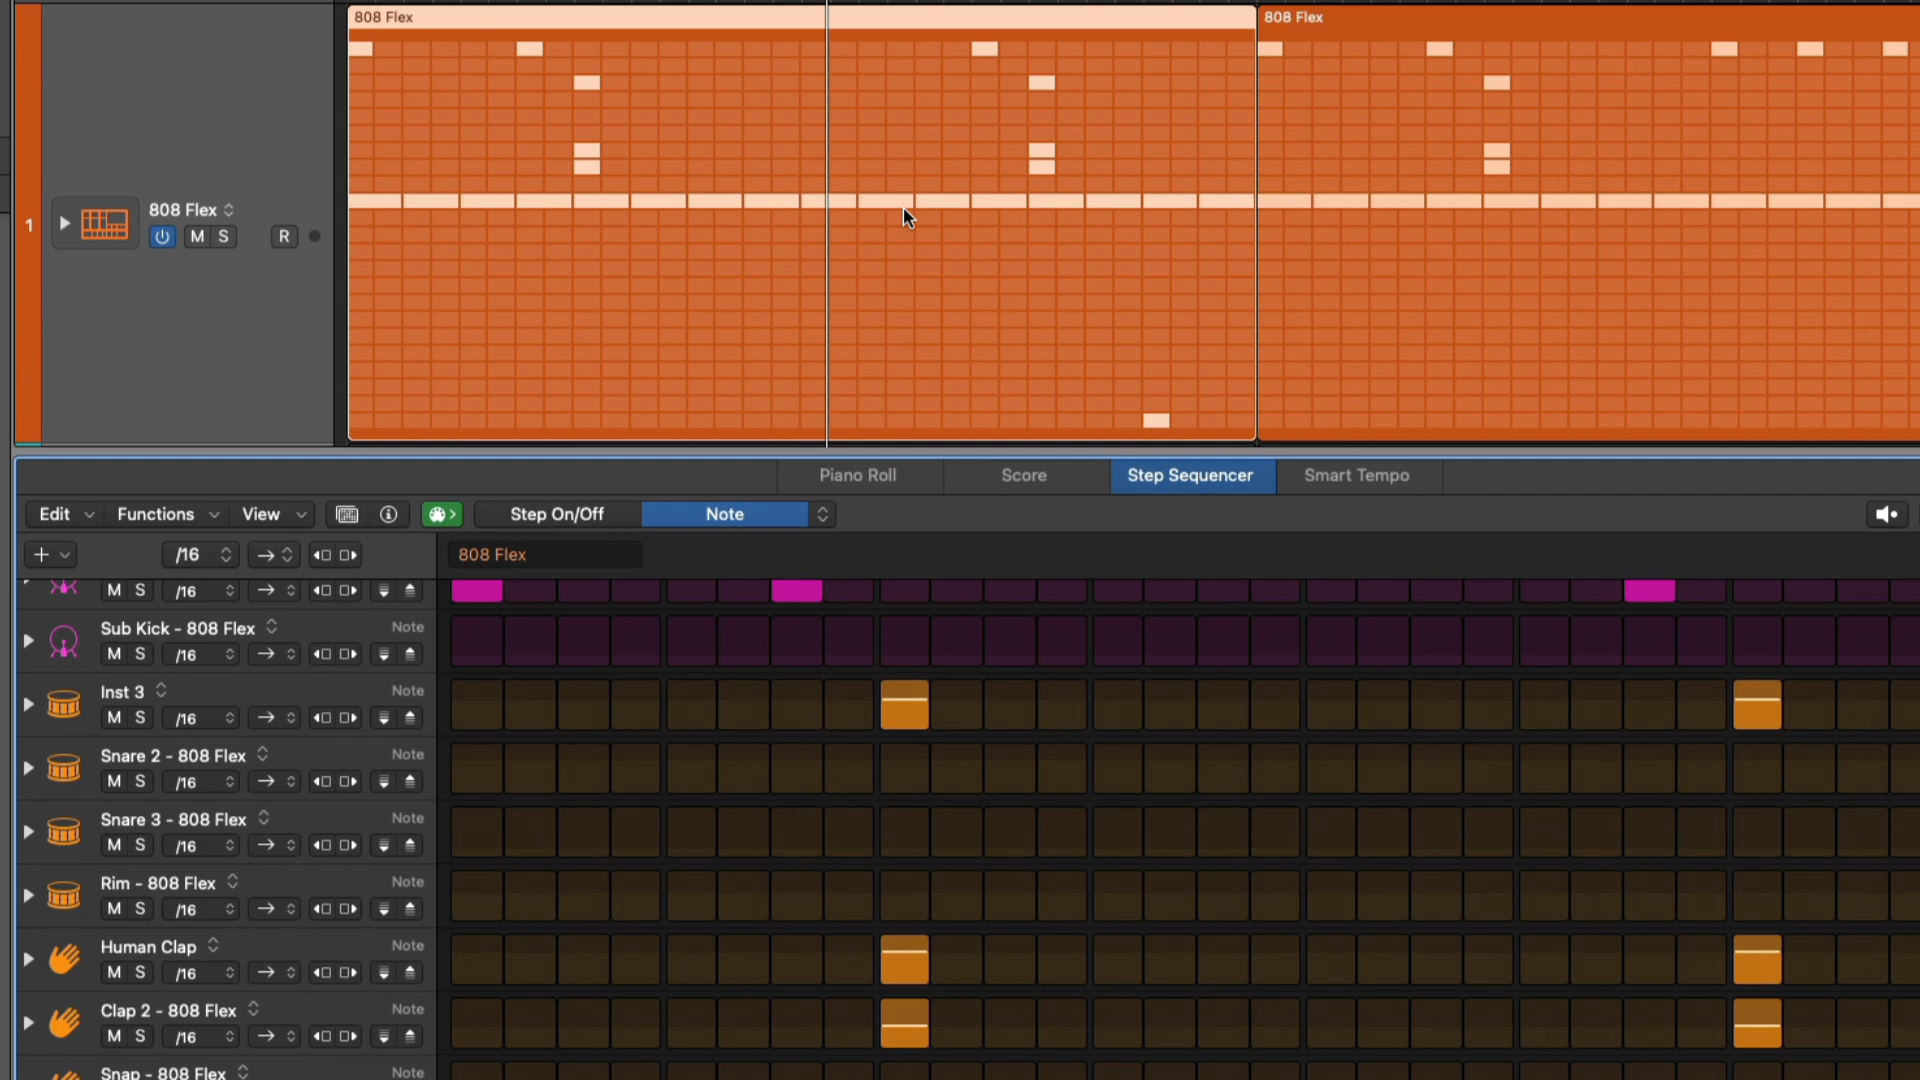 808 Flex
808 Flex
1
808 Flex
M S R
Piano Roll
Score
Step Sequencer
Smart Tempo
Edit
Functions
View
Step On/Off
Note
+
/16
808 Flex
M S /16
Sub Kick - 808 Flex
Note
M S /16
Inst 3
Note
M S /16
Snare 2 - 808 Flex
Note
M S /16
Snare 3 - 808 Flex
Note
M S /16
Rim - 808 Flex
Note
M S /16
Human Clap
Note
M S /16
Clap 2 - 808 Flex
Note
M S /16
Snap - 808 Flex
Note